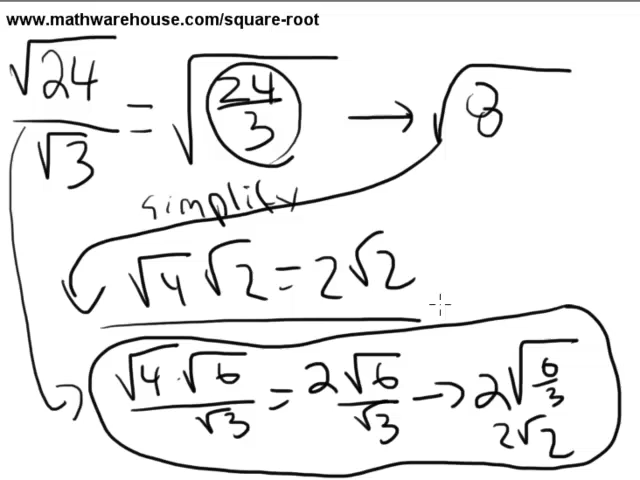 www.mathwarehouse.com/square-root
√24/√3 = √(24/3) → √8
simplify
√4 √2 = 2√2
√4 · √6/√3 = 2√6/√3 → 2√(6/3)
2√2